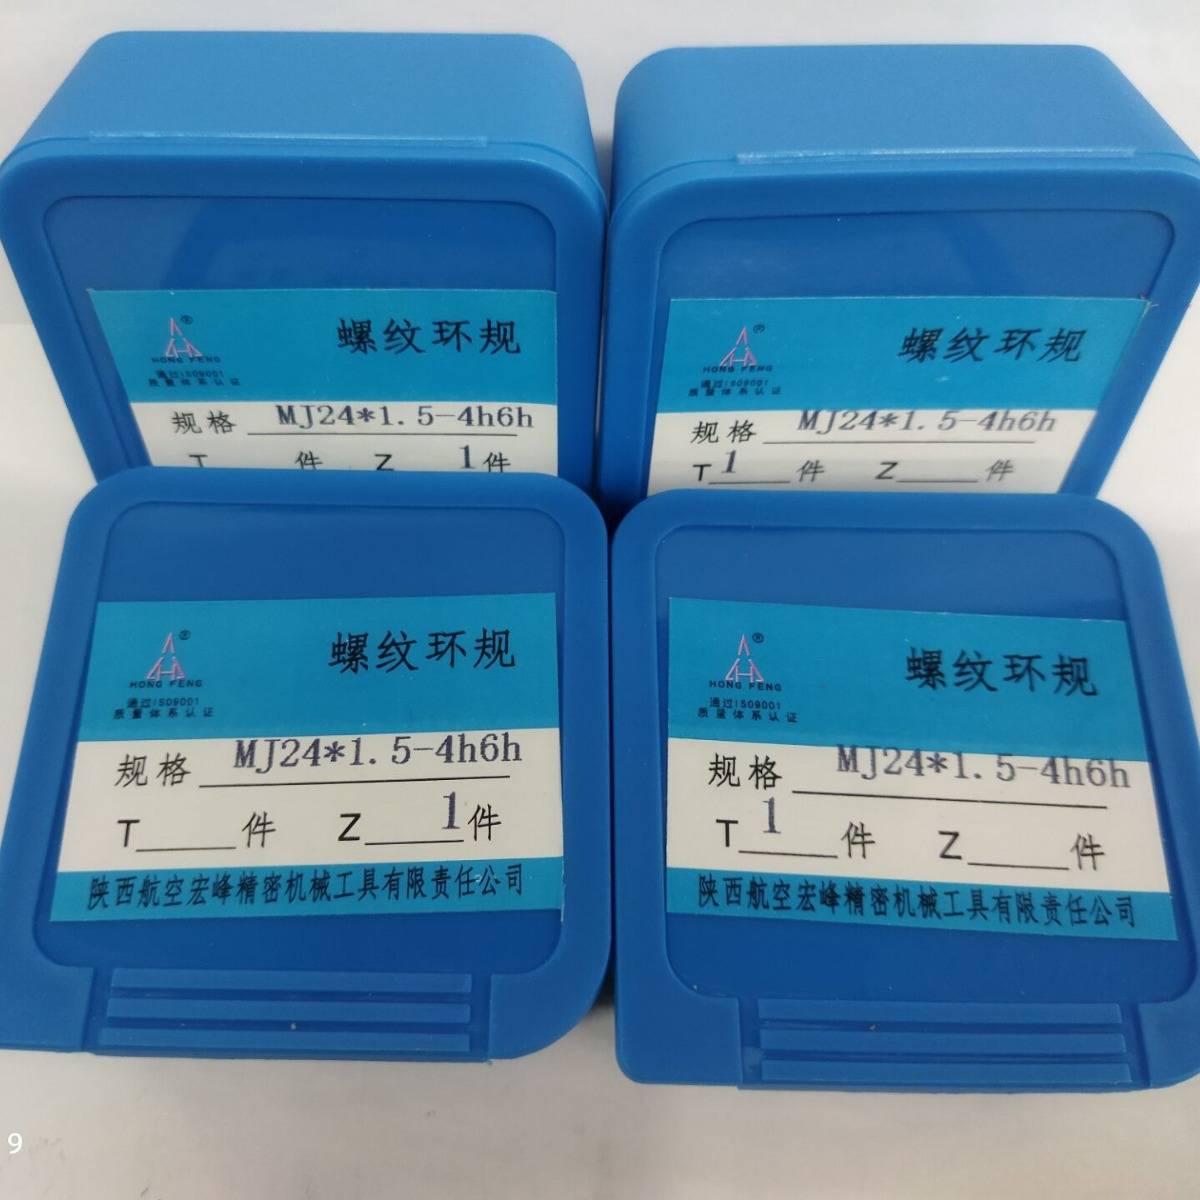 ®
螺纹环规
HONG FENG
通过ISO9001
质量体系认证
规格 MJ24*1.5-4h6h
T 件 Z 1 件
®
螺纹环规
HONG FENG
通过ISO9001
质量体系认证
规格 MJ24*1.5-4h6h
T 1 件 Z 件
®
螺纹环规
HONG FENG
通过ISO9001
质量体系认证
规格 MJ24*1.5-4h6h
T 件 Z 1 件
陕西航空宏峰精密机械工具有限责任公司
®
螺纹环规
HONG FENG
通过ISO9001
质量体系认证
规格 MJ24*1.5-4h6h
T 1 件 Z 件
陕西航空宏峰精密机械工具有限责任公司
9